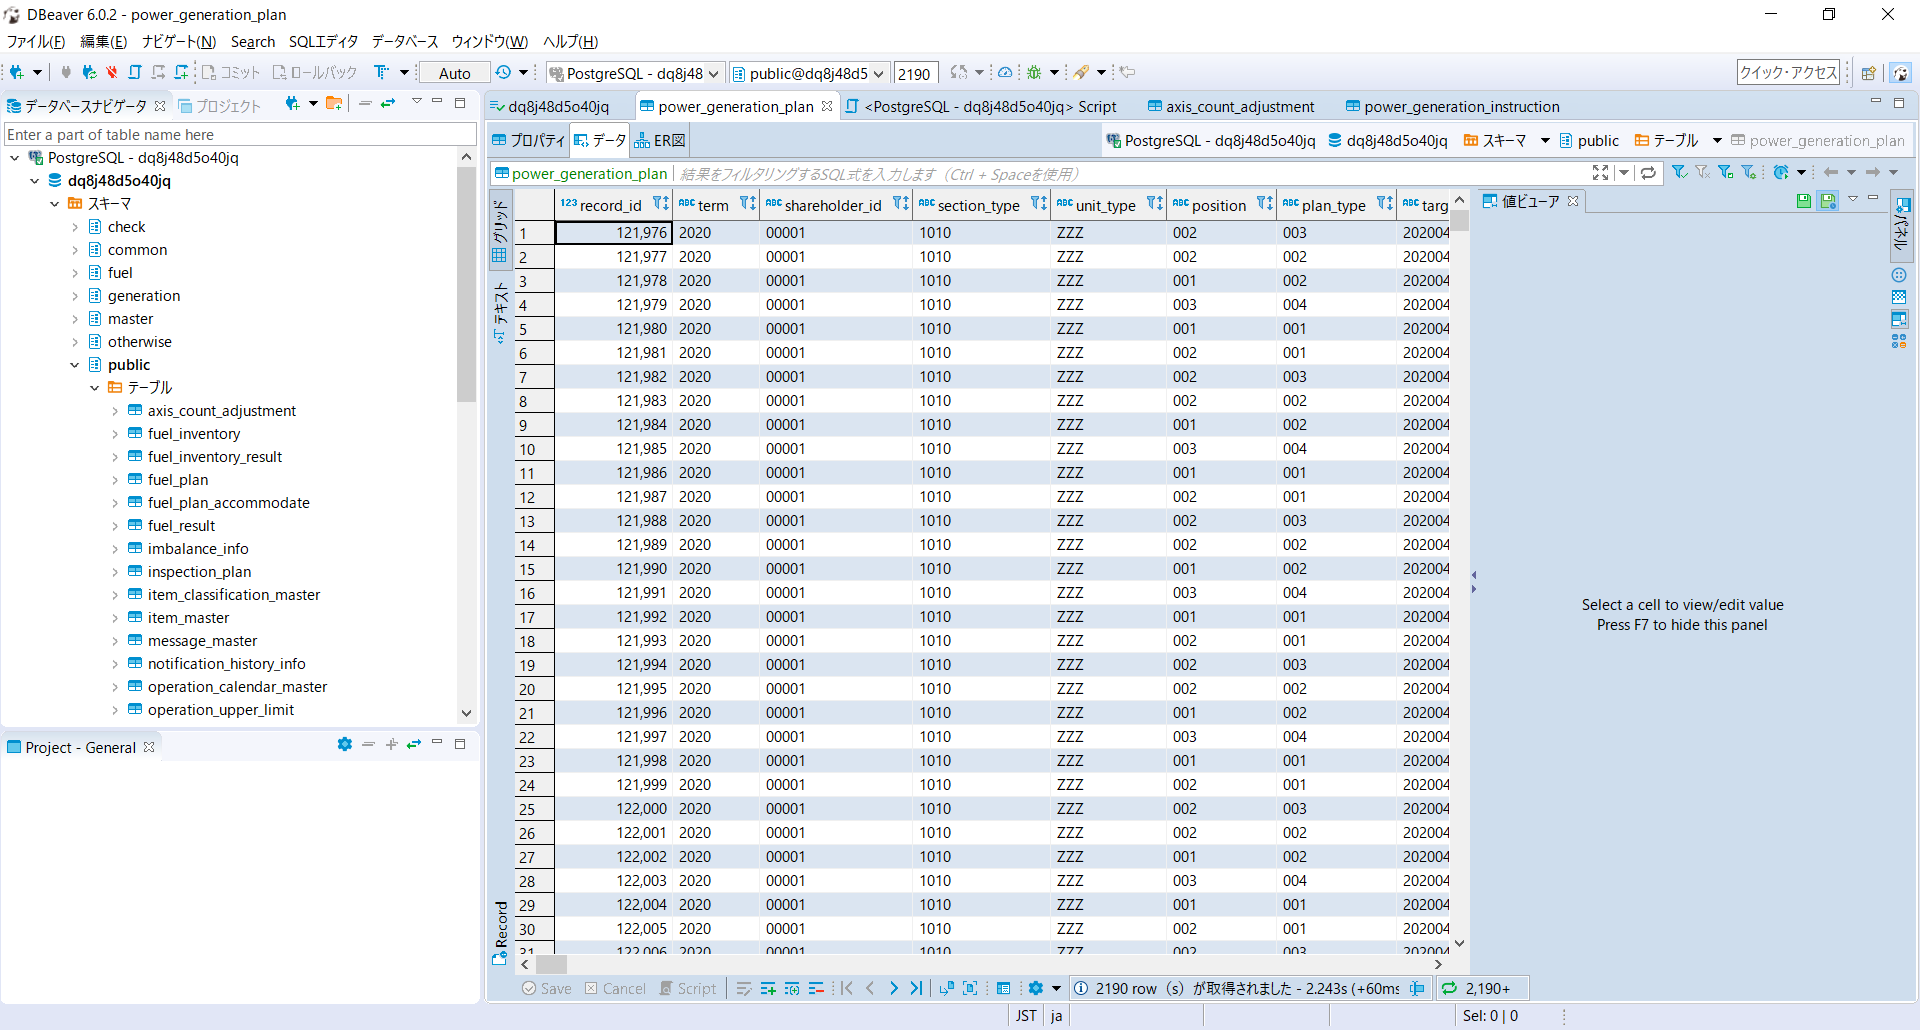 DBeaver 6.0.2 - power_generation_plan
ファイル(F) 編集(E) ナビゲート(N) Search SQLエディタ データベース ウィンドウ(W) ヘルプ(H)
コミット ロールバック Auto PostgreSQL - dq8j48 public@dq8j48d5 2190 クイック・アクセス
データベースナビゲータ プロジェクト
Enter a part of table name here
PostgreSQL - dq8j48d5o40jq
dq8j48d5o40jq
スキーマ
check
common
fuel
generation
master
otherwise
public
テーブル
axis_count_adjustment
fuel_inventory
fuel_inventory_result
fuel_plan
fuel_plan_accommodate
fuel_result
imbalance_info
inspection_plan
item_classification_master
item_master
message_master
notification_history_info
operation_calendar_master
operation_upper_limit
Project - General
dq8j48d5o40jq power_generation_plan <PostgreSQL - dq8j48d5o40jq> Script axis_count_adjustment power_generation_instruction
プロパティ データ ER図 PostgreSQL - dq8j48d5o40jq dq8j48d5o40jq スキーマ public テーブル power_generation_plan
power_generation_plan 結果をフィルタリングするSQL式を入力します (Ctrl + Spaceを使用)
グリッド
テキスト
Record
123 record_id ABC term ABC shareholder_id ABC section_type ABC unit_type ABC position ABC plan_type ABC targ
1 121,976 2020 00001 1010 ZZZ 002 003 202004
2 121,977 2020 00001 1010 ZZZ 002 002 202004
3 121,978 2020 00001 1010 ZZZ 001 002 202004
4 121,979 2020 00001 1010 ZZZ 003 004 202004
5 121,980 2020 00001 1010 ZZZ 001 001 202004
6 121,981 2020 00001 1010 ZZZ 002 001 202004
7 121,982 2020 00001 1010 ZZZ 002 003 202004
8 121,983 2020 00001 1010 ZZZ 002 002 202004
9 121,984 2020 00001 1010 ZZZ 001 002 202004
10 121,985 2020 00001 1010 ZZZ 003 004 202004
11 121,986 2020 00001 1010 ZZZ 001 001 202004
12 121,987 2020 00001 1010 ZZZ 002 001 202004
13 121,988 2020 00001 1010 ZZZ 002 003 202004
14 121,989 2020 00001 1010 ZZZ 002 002 202004
15 121,990 2020 00001 1010 ZZZ 001 002 202004
16 121,991 2020 00001 1010 ZZZ 003 004 202004
17 121,992 2020 00001 1010 ZZZ 001 001 202004
18 121,993 2020 00001 1010 ZZZ 002 001 202004
19 121,994 2020 00001 1010 ZZZ 002 003 202004
20 121,995 2020 00001 1010 ZZZ 002 002 202004
21 121,996 2020 00001 1010 ZZZ 001 002 202004
22 121,997 2020 00001 1010 ZZZ 003 004 202004
23 121,998 2020 00001 1010 ZZZ 001 001 202004
24 121,999 2020 00001 1010 ZZZ 002 001 202004
25 122,000 2020 00001 1010 ZZZ 002 003 202004
26 122,001 2020 00001 1010 ZZZ 002 002 202004
27 122,002 2020 00001 1010 ZZZ 001 002 202004
28 122,003 2020 00001 1010 ZZZ 003 004 202004
29 122,004 2020 00001 1010 ZZZ 001 001 202004
30 122,005 2020 00001 1010 ZZZ 002 001 202004
31 122,006 2020 00001 1010 ZZZ 002 003 202004
値ビューア
パネル
Select a cell to view/edit value
Press F7 to hide this panel
Save Cancel Script 2190 row (s) が取得されました - 2.243s (+60ms 2,190+
JST ja Sel: 0 | 0